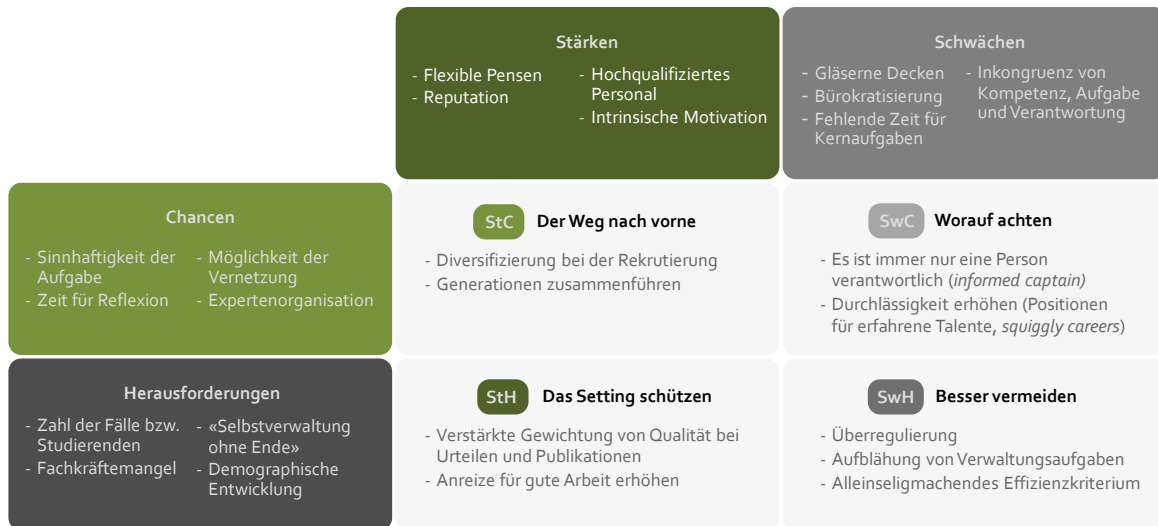 Stärken
- Flexible Pensen
- Reputation
- Hochqualifiziertes
Personal
- Intrinsische Motivation
Schwächen
- Gläserne Decken
- Bürokratisierung
- Fehlende Zeit für
Kernaufgaben
- Inkongruenz von
Kompetenz, Aufgabe
und Verantwortung
Chancen
- Sinnhaftigkeit der
Aufgabe
- Zeit für Reflexion
- Möglichkeit der
Vernetzung
- Expertenorganisation
StC Der Weg nach vorne
- Diversifizierung bei der Rekrutierung
- Generationen zusammenführen
SwC Worauf achten
- Es ist immer nur eine Person
verantwortlich (informed captain)
- Durchlässigkeit erhöhen (Positionen
für erfahrene Talente, squiggly careers)
Herausforderungen
- Zahl der Fälle bzw.
Studierenden
- Fachkräftemangel
- «Selbstverwaltung
ohne Ende»
- Demographische
Entwicklung
StH Das Setting schützen
- Verstärkte Gewichtung von Qualität bei
Urteilen und Publikationen
- Anreize für gute Arbeit erhöhen
SwH Besser vermeiden
- Überregulierung
- Aufblähung von Verwaltungsaufgaben
- Alleinseligmachendes Effizienzkriterium